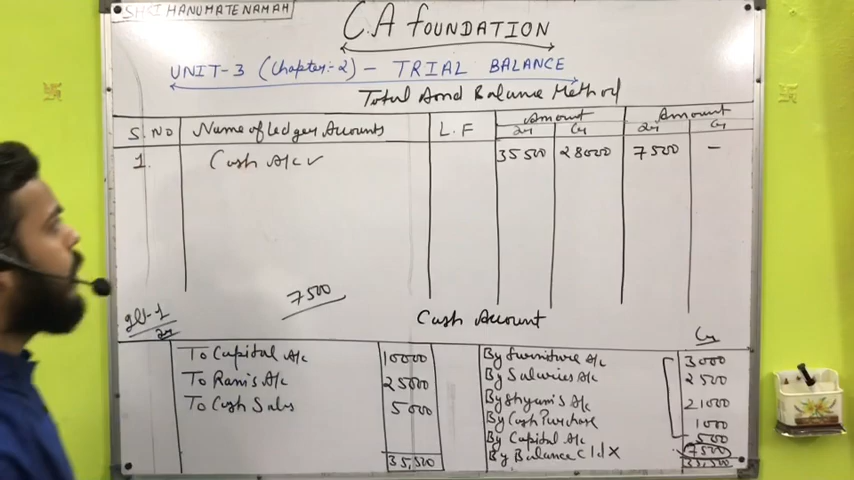 SHRI HANUMATE NAMAH
C.A FOUNDATION
UNIT-3 (Chapter:-2) - TRIAL BALANCE
Total And Balance Method
S.NO Name of Ledger Accounts L.F Amount Amount
Dr Cr Dr Cr
1. Cash A/c ✓ 35500 28000 7500 -
7500
Cash Account
Dr Cr
To Capital A/c 10000 By Furniture A/c 3000
To Ram's A/c 25000 By Salaries A/c 2500
To Cash Sales 5000 By Shyam's A/c 21000
By Cash Purchase 1000
By Capital A/c 500
By Balance c/d × 7500
35,500 35,500